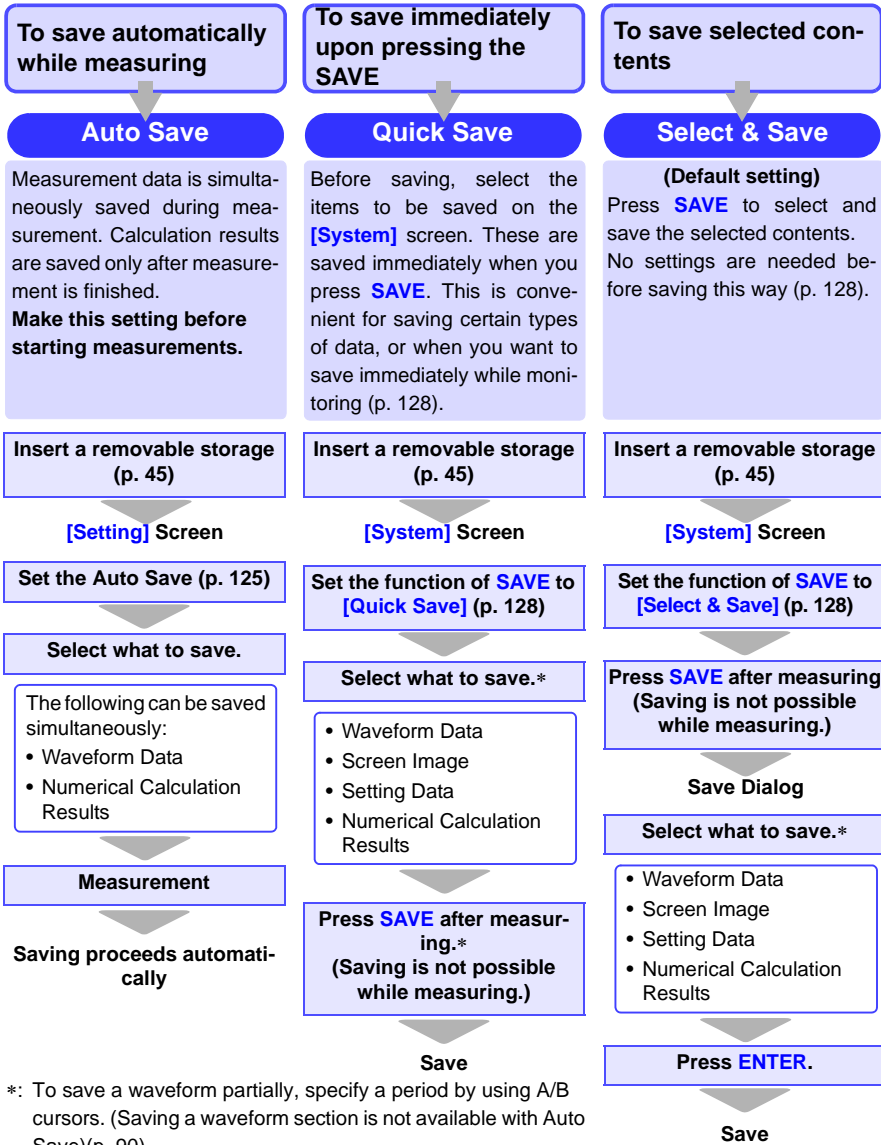 To save automatically
while measuring
Auto Save
Measurement data is simulta-
neously saved during mea-
surement. Calculation results
are saved only after measure-
ment is finished.
Make this setting before
starting measurements.
Insert a removable storage
(p. 45)
[Setting] Screen
Set the Auto Save (p. 125)
Select what to save.
The following can be saved
simultaneously:
• Waveform Data
• Numerical Calculation
Results
Measurement
Saving proceeds automati-
cally
To save immediately
upon pressing the
SAVE
Quick Save
Before saving, select the
items to be saved on the
[System] screen. These are
saved immediately when you
press SAVE. This is conve-
nient for saving certain types
of data, or when you want to
save immediately while moni-
toring (p. 128).
Insert a removable storage
(p. 45)
[System] Screen
Set the function of SAVE to
[Quick Save] (p. 128)
Select what to save.*
• Waveform Data
• Screen Image
• Setting Data
• Numerical Calculation
Results
Press SAVE after measur-
ing.*
(Saving is not possible
while measuring.)
Save
To save selected con-
tents
Select & Save
(Default setting)
Press SAVE to select and
save the selected contents.
No settings are needed be-
fore saving this way (p. 128).
Insert a removable storage
(p. 45)
[System] Screen
Set the function of SAVE to
[Select & Save] (p. 128)
Press SAVE after measuring
(Saving is not possible
while measuring.)
Save Dialog
Select what to save.*
• Waveform Data
• Screen Image
• Setting Data
• Numerical Calculation
Results
Press ENTER.
Save
*: To save a waveform partially, specify a period by using A/B
cursors. (Saving a waveform section is not available with Auto
Save)(p. 90)